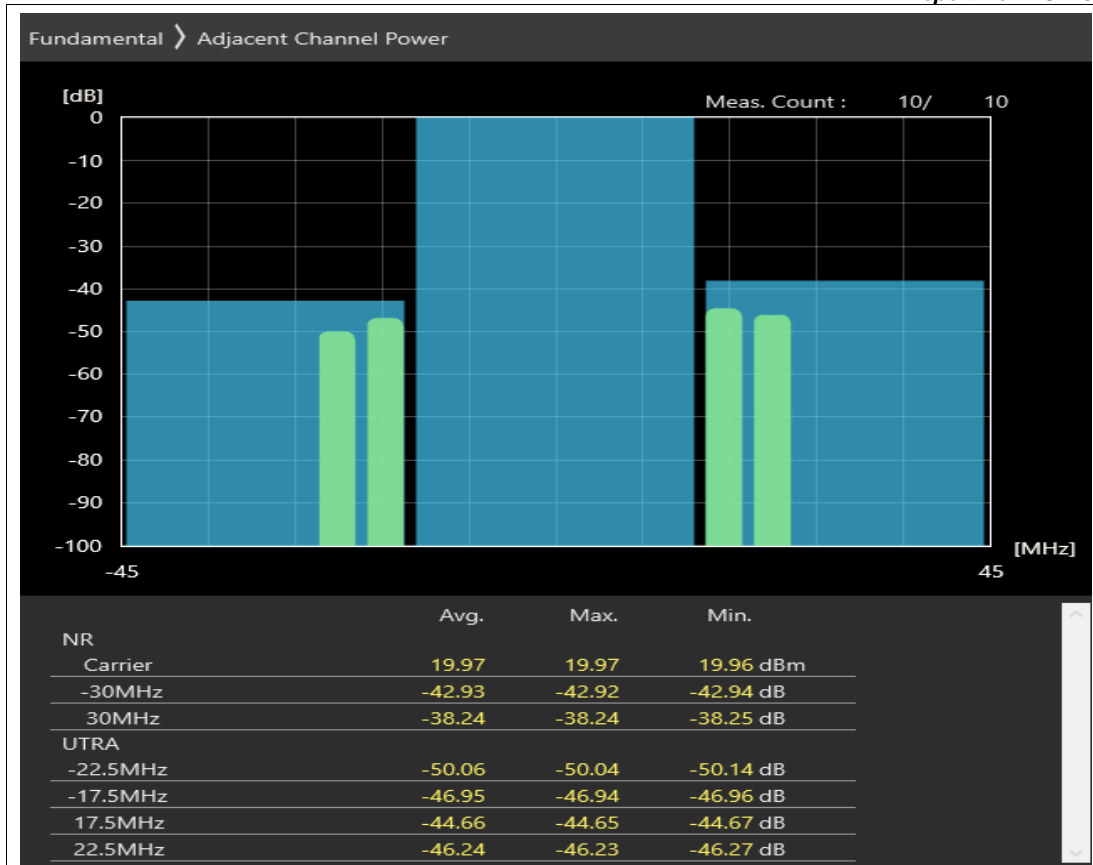 Fundamental 〉 Adjacent Channel Power
[dB]
Meas. Count : 10/ 10
0
-10
-20
-30
-40
-50
-60
-70
-80
-90
-100
[MHz]
-45 45
Avg. Max. Min.
NR
Carrier 19.97 19.97 19.96 dBm
-30MHz -42.93 -42.92 -42.94 dB
30MHz -38.24 -38.24 -38.25 dB
UTRA
-22.5MHz -50.06 -50.04 -50.14 dB
-17.5MHz -46.95 -46.94 -46.96 dB
17.5MHz -44.66 -44.65 -44.67 dB
22.5MHz -46.24 -46.23 -46.27 dB